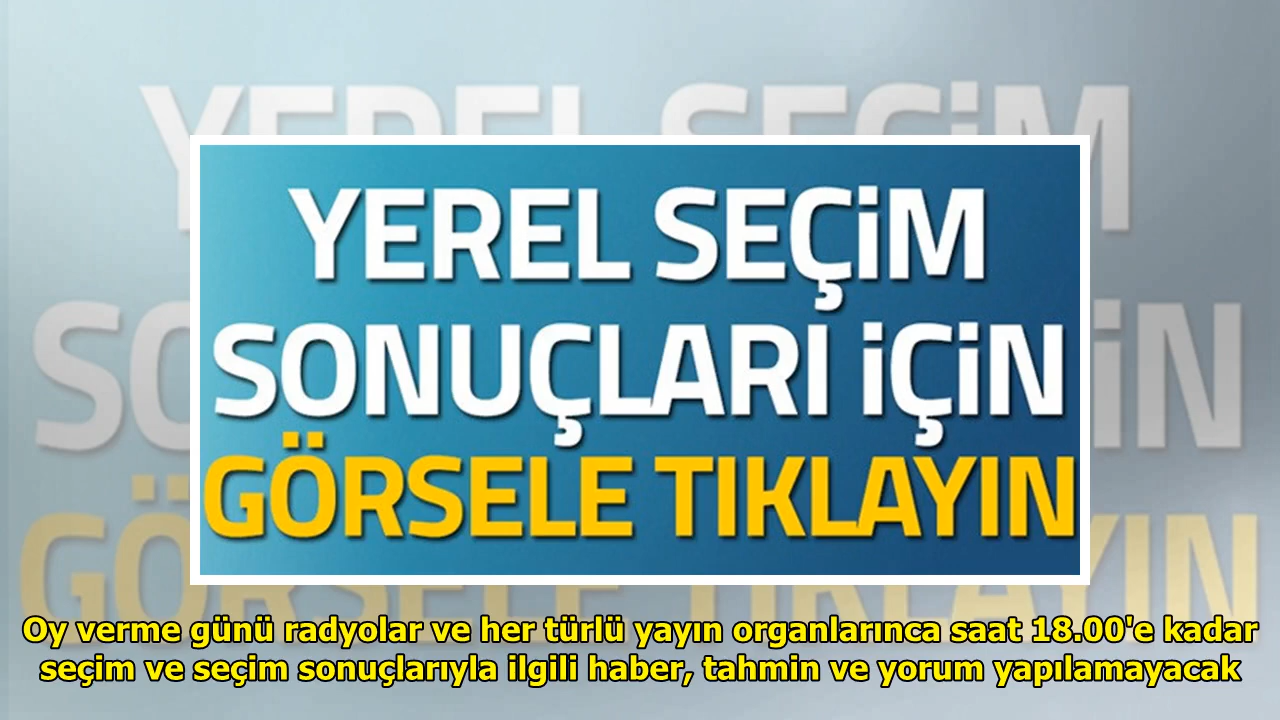 YEREL SEÇİM
SONUÇLARI İÇİN
GÖRSELE TIKLAYIN
Oy verme günü radyolar ve her türlü yayın organlarınca saat 18.00'e kadar
seçim ve seçim sonuçlarıyla ilgili haber, tahmin ve yorum yapılamayacak